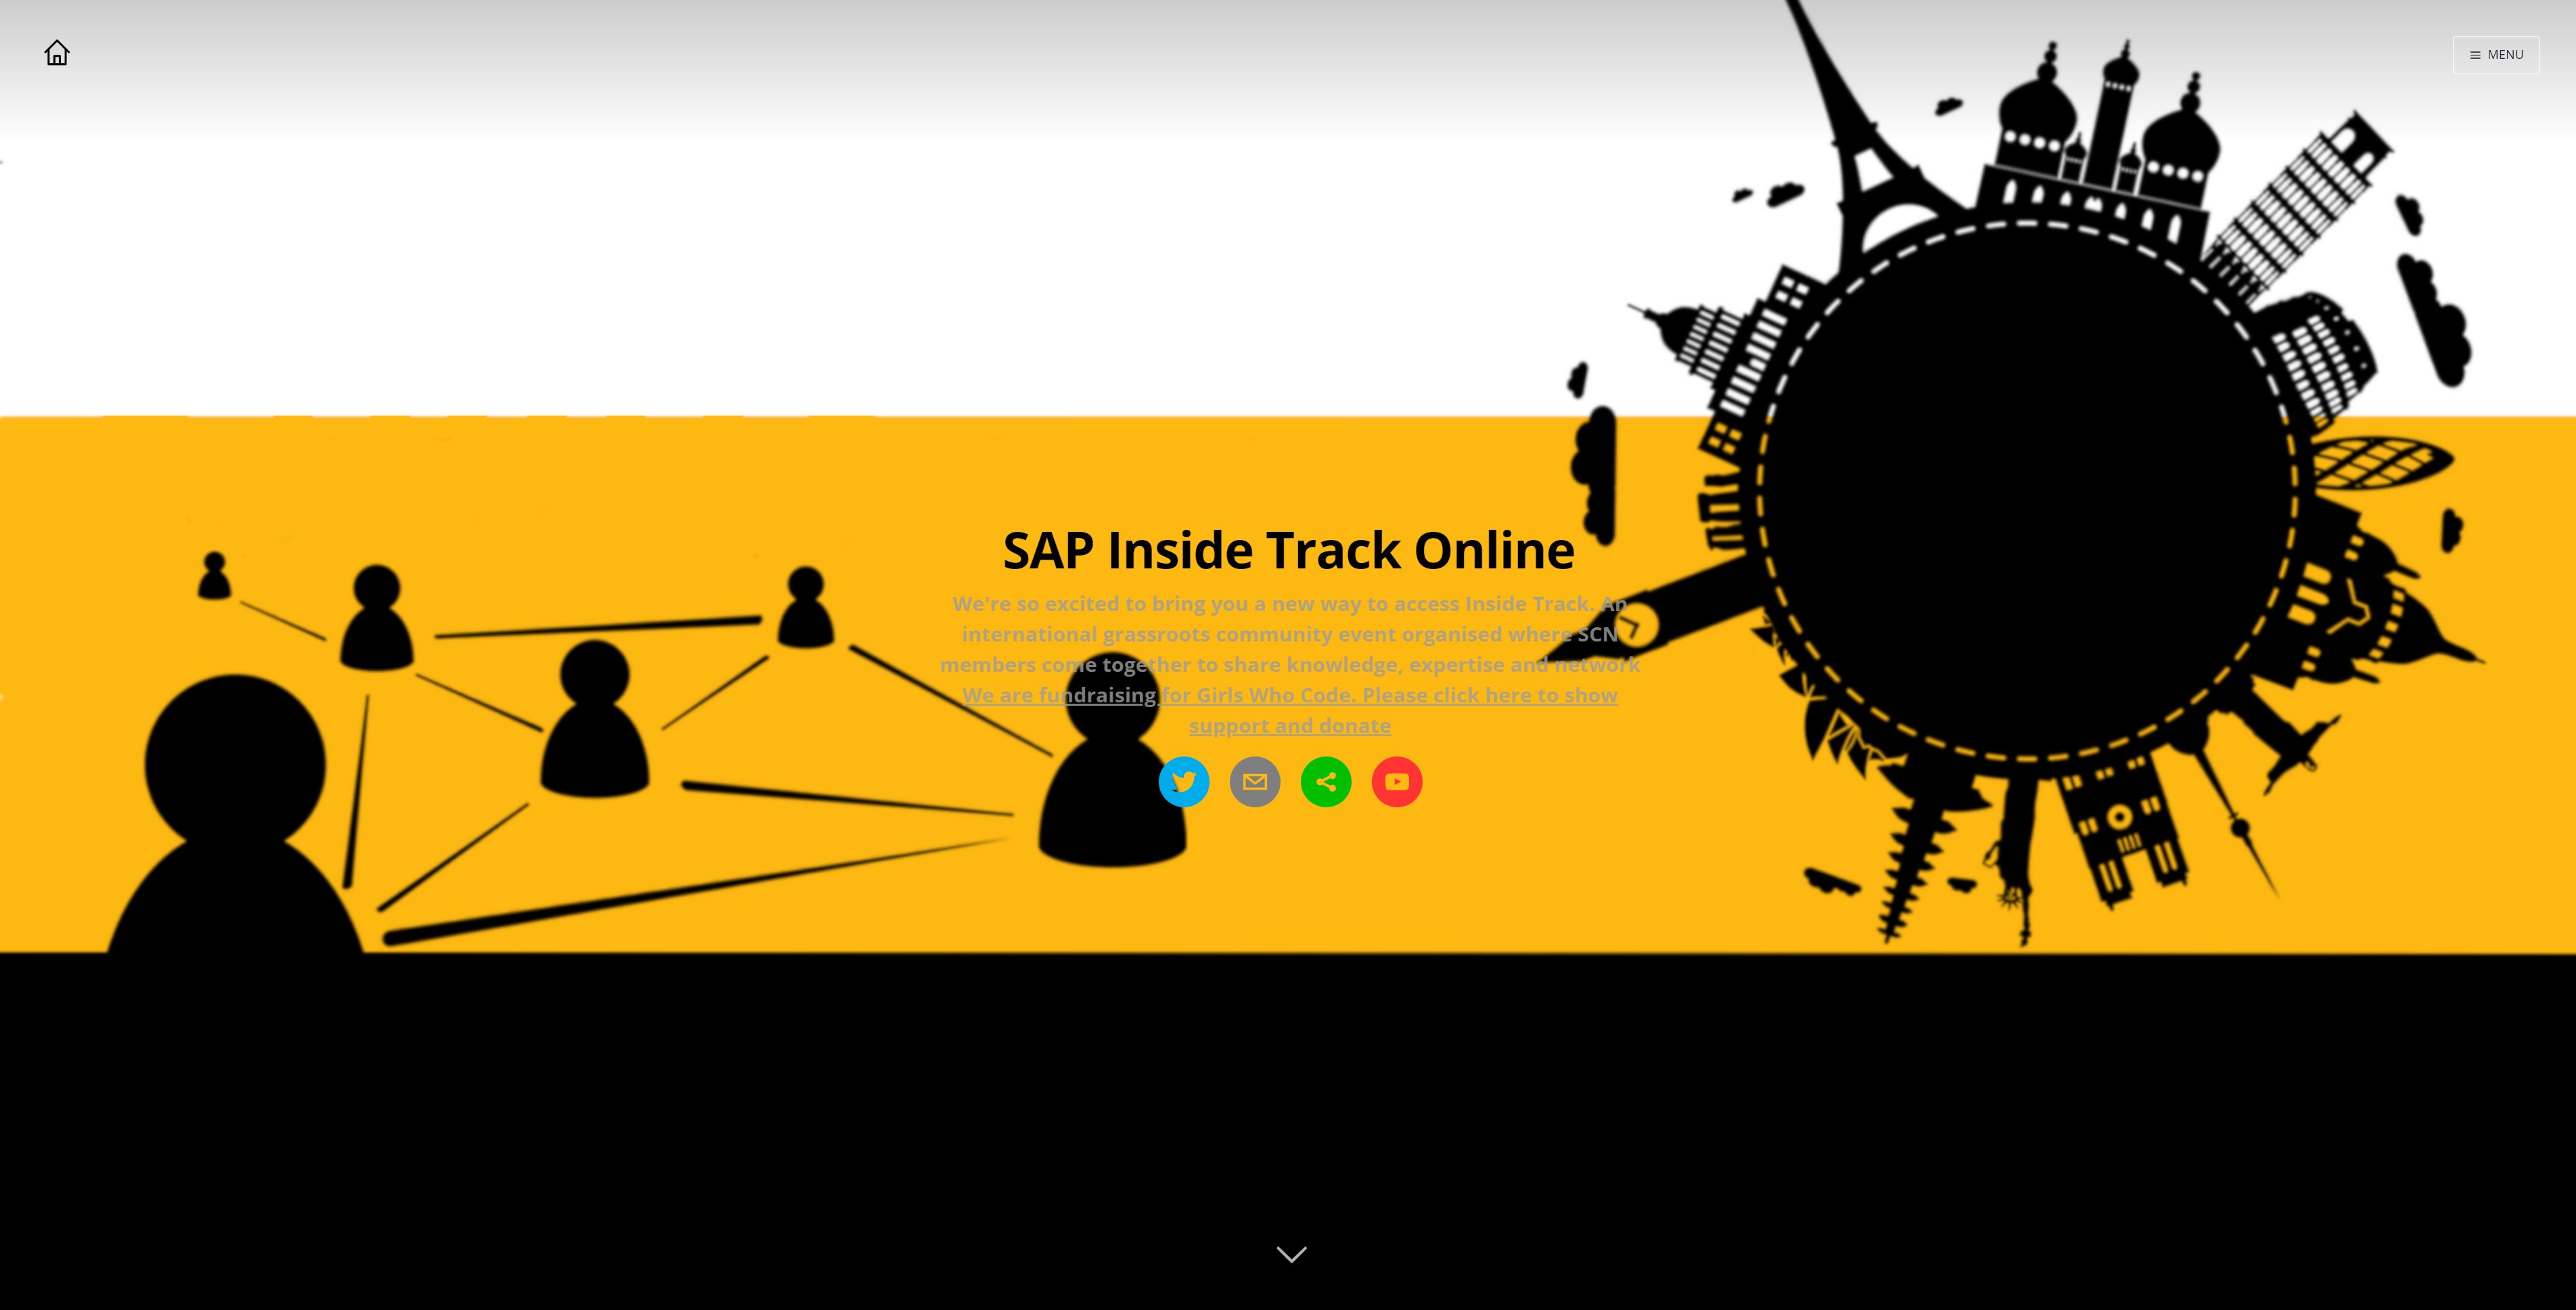 MENU
SAP Inside Track Online
We're so excited to bring you a new way to access Inside Track. An
international grassroots community event organised where SCN
members come together to share knowledge, expertise and network
We are fundraising for Girls Who Code. Please click here to show
support and donate